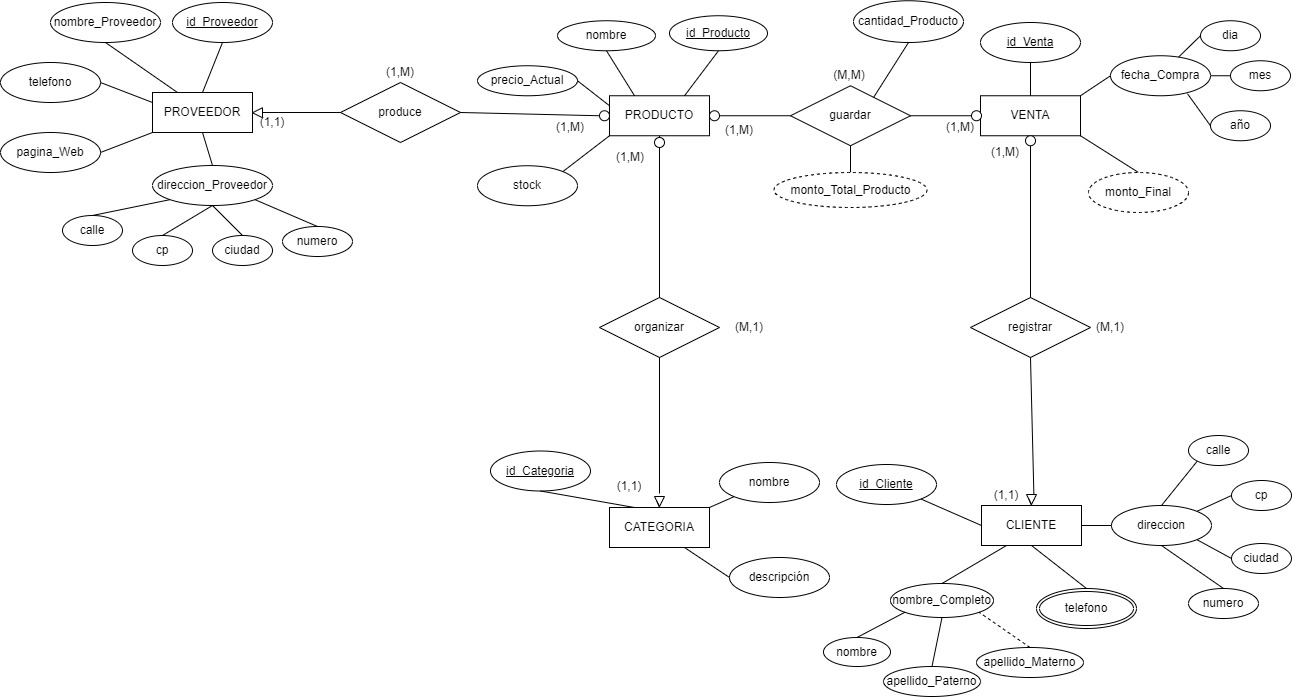 nombre_Proveedor
id_Proveedor
telefono
pagina_Web
PROVEEDOR
(1,1)
direccion_Proveedor
calle
cp
ciudad
numero
(1,M)
produce
(1,M)
nombre
id_Producto
precio_Actual
PRODUCTO
stock
(1,M)
(1,M)
cantidad_Producto
(M,M)
guardar
monto_Total_Producto
(1,M)
id_Venta
VENTA
fecha_Compra
dia
mes
año
monto_Final
(1,M)
organizar
(M,1)
registrar
(M,1)
id_Categoria
(1,1)
nombre
CATEGORIA
descripción
id_Cliente
(1,1)
CLIENTE
direccion
calle
cp
ciudad
numero
nombre_Completo
telefono
nombre
apellido_Paterno
apellido_Materno